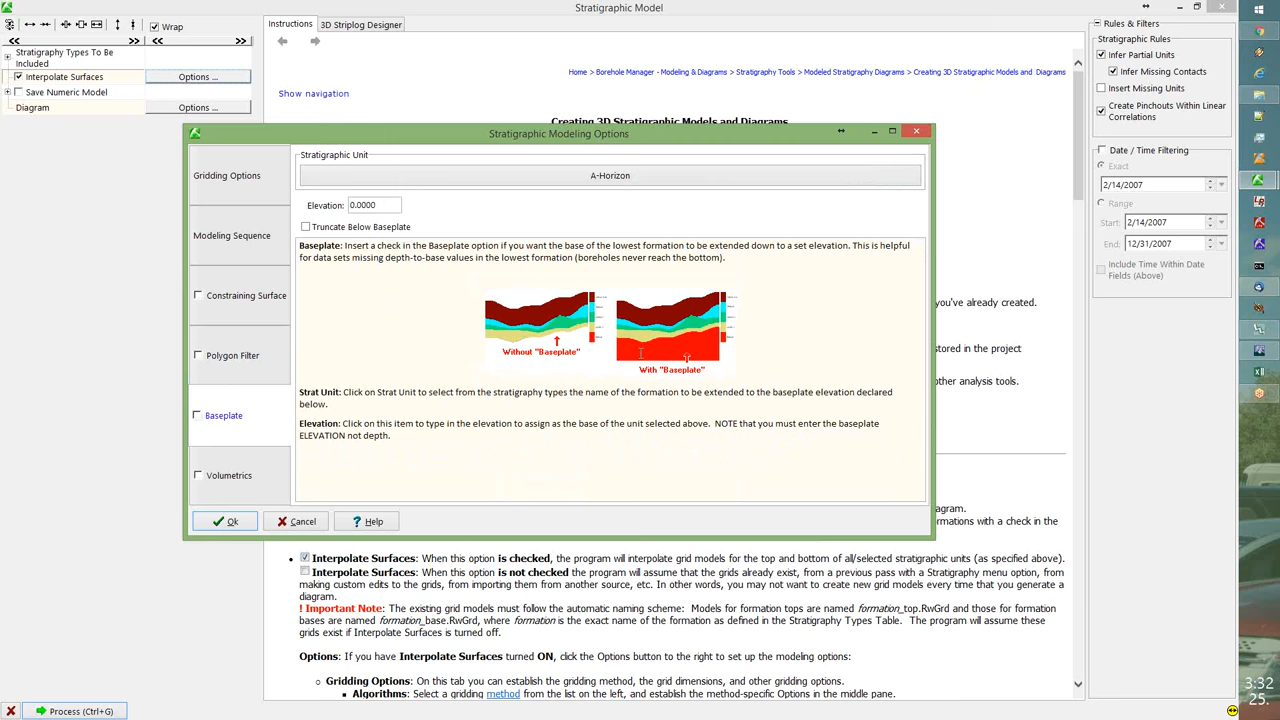 Stratigraphic Model
Wrap
<< >> << >>
Stratigraphy Types To Be
Included
Interpolate Surfaces
Options ...
Save Numeric Model
Diagram
Options ...
Instructions
3D Striplog Designer
Home > Borehole Manager - Modeling & Diagrams > Stratigraphy Tools > Modeled Stratigraphy Diagrams > Creating 3D Stratigraphic Models and Diagrams
Show navigation
Creating 3D Stratigraphic Models and Diagrams
Stratigraphic Modeling Options
Gridding Options
Modeling Sequence
Constraining Surface
Polygon Filter
Baseplate
Volumetrics
Stratigraphic Unit
A-Horizon
Elevation: 0.0000
Truncate Below Baseplate
Baseplate: Insert a check in the Baseplate option if you want the base of the lowest formation to be extended down to a set elevation. This is helpful
for data sets missing depth-to-base values in the lowest formation (boreholes never reach the bottom).
Without "Baseplate"
With "Baseplate"
Strat Unit: Click on Strat Unit to select from the stratigraphy types the name of the formation to be extended to the baseplate elevation declared
below.
Elevation: Click on this item to type in the elevation to assign as the base of the unit selected above. NOTE that you must enter the baseplate
ELEVATION not depth.
Ok
Cancel
Help
you've already created.
stored in the project
other analysis tools.
agram.
ormations with a check in the
• Interpolate Surfaces: When this option is checked, the program will interpolate grid models for the top and bottom of all/selected stratigraphic units (as specified above).
Interpolate Surfaces: When this option is not checked the program will assume that the grids already exist, from a previous pass with a Stratigraphy menu option, from
making custom edits to the grids, from importing them from another source, etc. In other words, you may not want to create new grid models every time that you generate a
diagram.
! Important Note: The existing grid models must follow the automatic naming scheme: Models for formation tops are named formation_top.RwGrd and those for formation
bases are named formation_base.RwGrd, where formation is the exact name of the formation as defined in the Stratigraphy Types Table. The program will assume these
grids exist if Interpolate Surfaces is turned off.
Options: If you have Interpolate Surfaces turned ON, click the Options button to the right to set up the modeling options:
Gridding Options: On this tab you can establish the gridding method, the grid dimensions, and other gridding options.
Algorithms: Select a gridding method from the list on the left, and establish the method-specific Options in the middle pane.
Rules & Filters
Stratigraphic Rules
Infer Partial Units
Infer Missing Contacts
Insert Missing Units
Create Pinchouts Within Linear
Correlations
Date / Time Filtering
Exact
2/14/2007
Range
Start: 2/14/2007
End: 12/31/2007
Include Time Within Date
Fields (Above)
Process (Ctrl+G)
3:32
25.